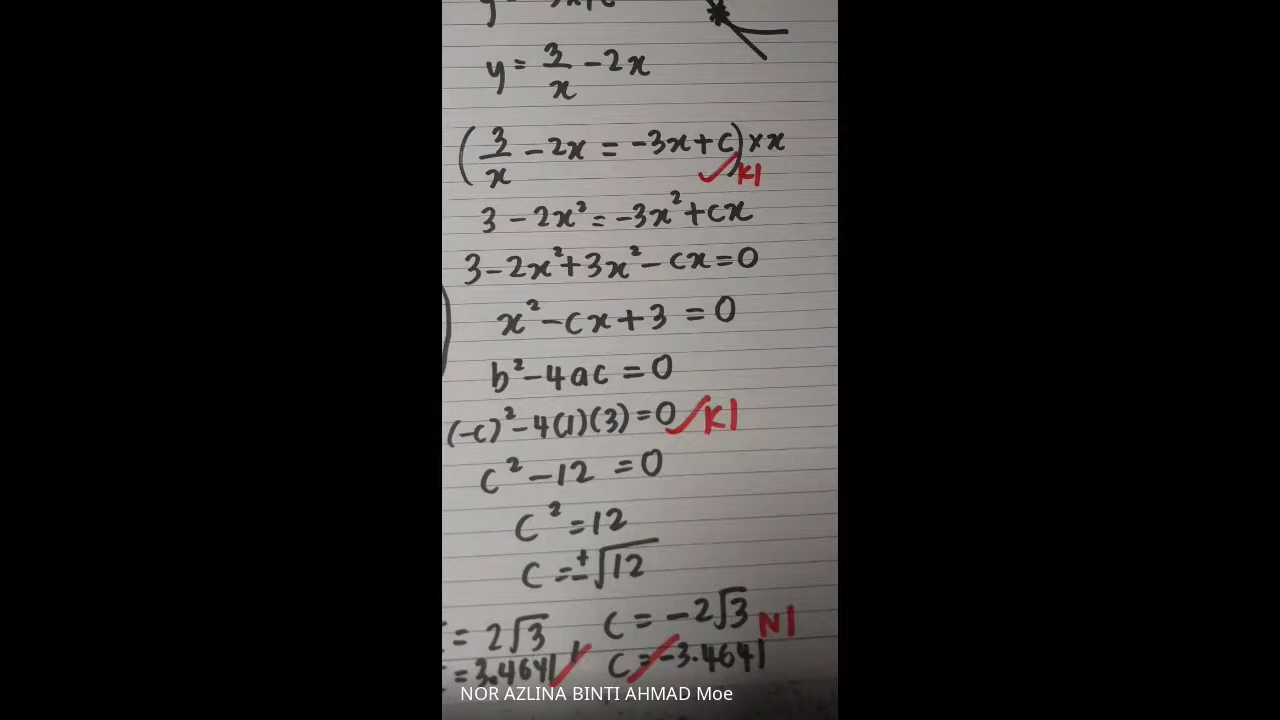 y = 3/x - 2x
(3/x - 2x = -3x + c) × x
K1
3 - 2x² = -3x² + cx
3 - 2x² + 3x² - cx = 0
x² - cx + 3 = 0
b² - 4ac = 0
(-c)² - 4(1)(3) = 0 K1
c² - 12 = 0
c² = 12
c = ±√12
= 2√3 c = -2√3 N1
= 3.4641 , c = -3.4641
NOR AZLINA BINTI AHMAD Moe